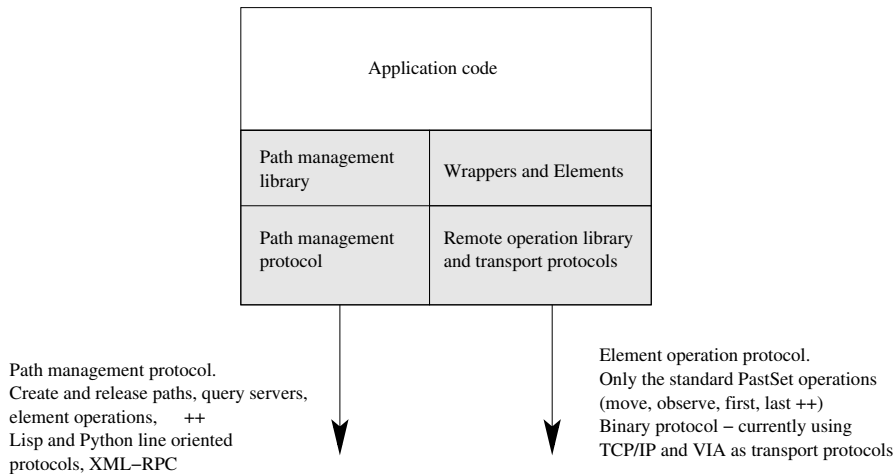 Application code
Path management
library
Wrappers and Elements
Path management
protocol
Remote operation library
and transport protocols
Path management protocol.
Create and release paths, query servers,
element operations, ++
Lisp and Python line oriented
protocols, XML−RPC
Element operation protocol.
Only the standard PastSet operations
(move, observe, first, last ++)
Binary protocol − currently using
TCP/IP and VIA as transport protocols